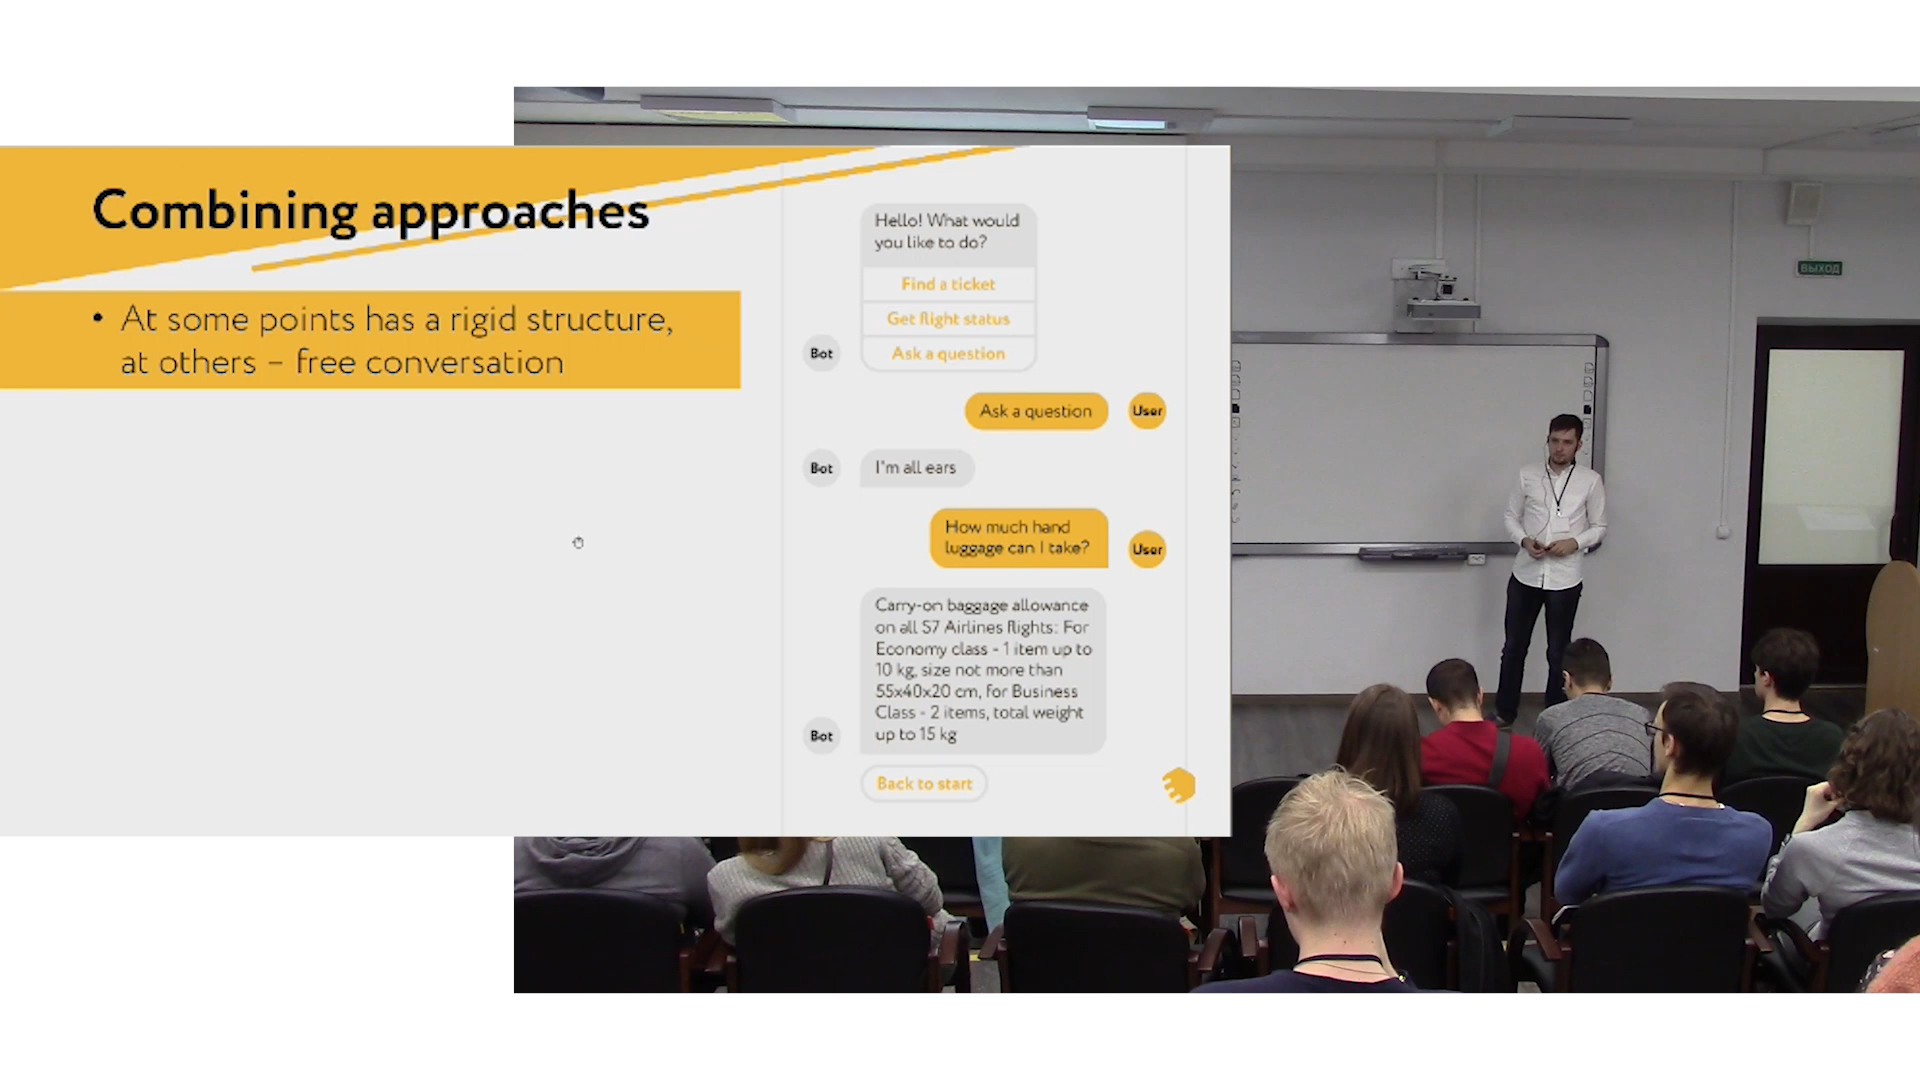 Combining approaches
• At some points has a rigid structure,
at others – free conversation
Hello! What would
you like to do?
Find a ticket
Get flight status
Ask a question
Bot
Ask a question
User
Bot
I'm all ears
How much hand
luggage can I take?
User
Carry-on baggage allowance
on all S7 Airlines flights: For
Economy class - 1 item up to
10 kg, size not more than
55x40x20 cm, for Business
Class - 2 items, total weight
up to 15 kg
Bot
Back to start
ВЫХОД